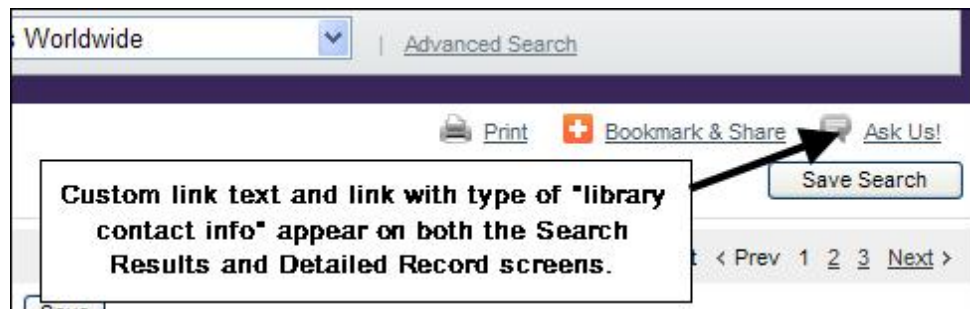 Worldwide | Advanced Search
Print Bookmark & Share Ask Us!
Save Search
Custom link text and link with type of "library
contact info" appear on both the Search
Results and Detailed Record screens.
< Prev 1 2 3 Next >